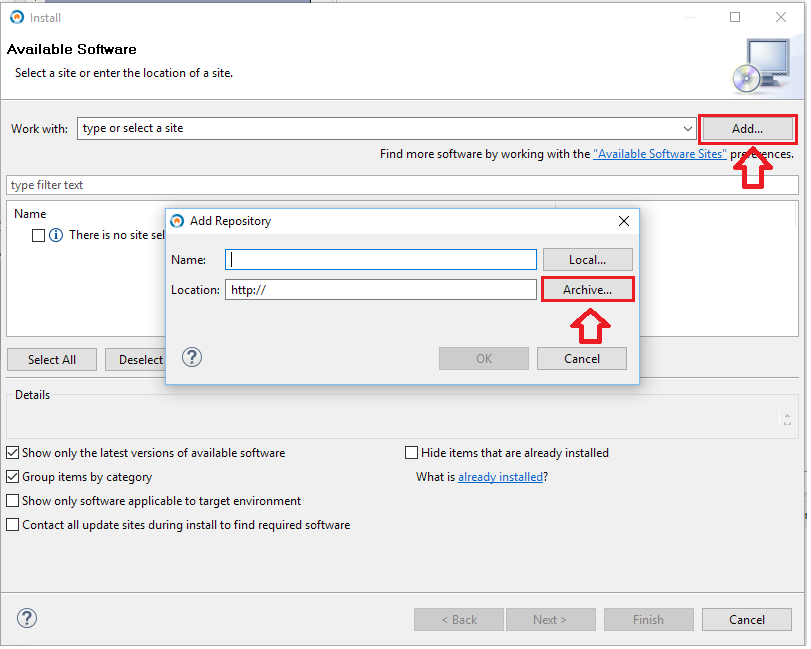 Install
Available Software
Select a site or enter the location of a site.
Work with: type or select a site Add...
Find more software by working with the "Available Software Sites" preferences.
type filter text
Name
There is no site sel
Add Repository
Name: Local...
Location: http:// Archive...
OK Cancel
Select All Deselect
Details
Show only the latest versions of available software Hide items that are already installed
Group items by category What is already installed?
Show only software applicable to target environment
Contact all update sites during install to find required software
< Back Next > Finish Cancel